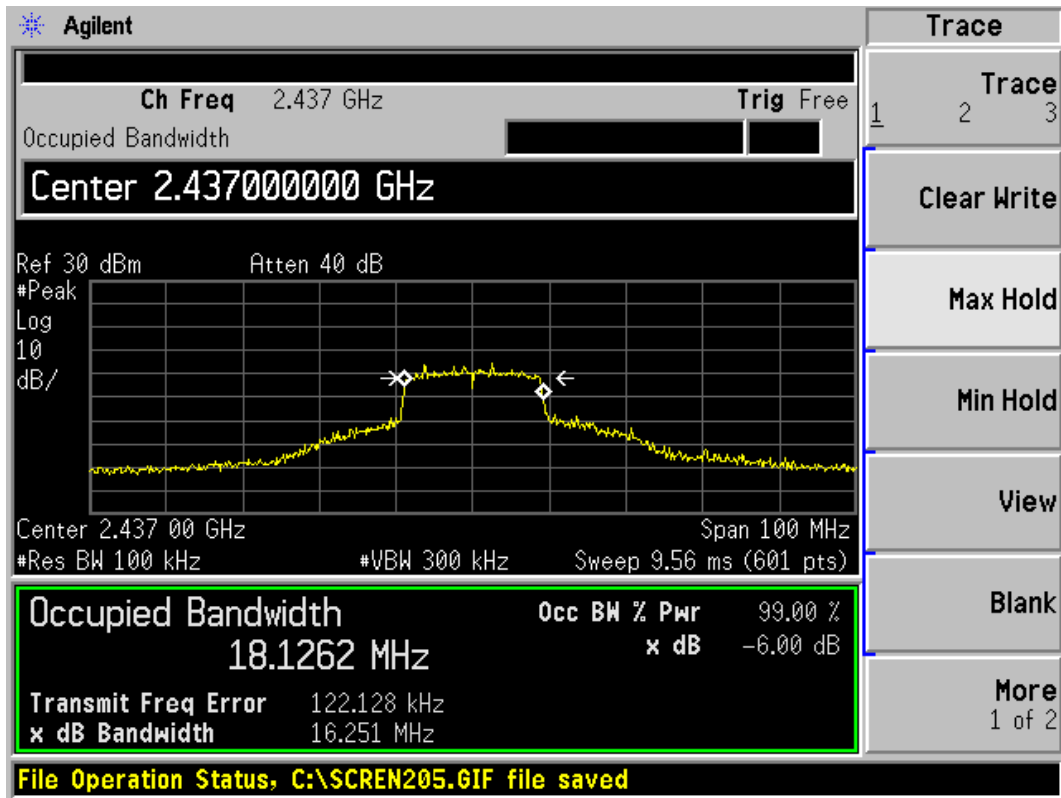 Agilent
Trace
Ch Freq 2.437 GHz
Trig Free
Occupied Bandwidth
Center 2.437000000 GHz
Ref 30 dBm Atten 40 dB
#Peak
Log
10
dB/
Center 2.437 00 GHz Span 100 MHz
#Res BW 100 kHz #VBW 300 kHz Sweep 9.56 ms (601 pts)
Occupied Bandwidth
18.1262 MHz
Occ BW % Pwr 99.00 %
x dB -6.00 dB
Transmit Freq Error 122.128 kHz
x dB Bandwidth 16.251 MHz
File Operation Status, C:\SCREN205.GIF file saved
Trace
1 2 3
Clear Write
Max Hold
Min Hold
View
Blank
More
1 of 2